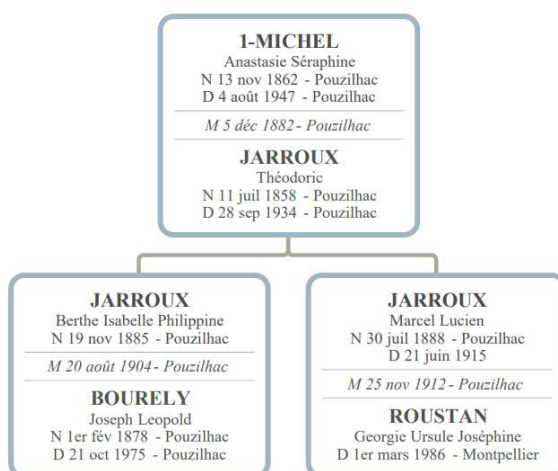 1-MICHEL
Anastasie Séraphine
N 13 nov 1862 - Pouzilhac
D 4 août 1947 - Pouzilhac
M 5 déc 1882 - Pouzilhac
JARROUX
Théodoric
N 11 juil 1858 - Pouzilhac
D 28 sep 1934 - Pouzilhac
JARROUX
Berthe Isabelle Philippine
N 19 nov 1885 - Pouzilhac
M 20 août 1904 - Pouzilhac
BOURELY
Joseph Leopold
N 1er fév 1878 - Pouzilhac
D 21 oct 1975 - Pouzilhac
JARROUX
Marcel Lucien
N 30 juil 1888 - Pouzilhac
D 21 juin 1915
M 25 nov 1912 - Pouzilhac
ROUSTAN
Georgie Ursule Joséphine
D 1er mars 1986 - Montpellier